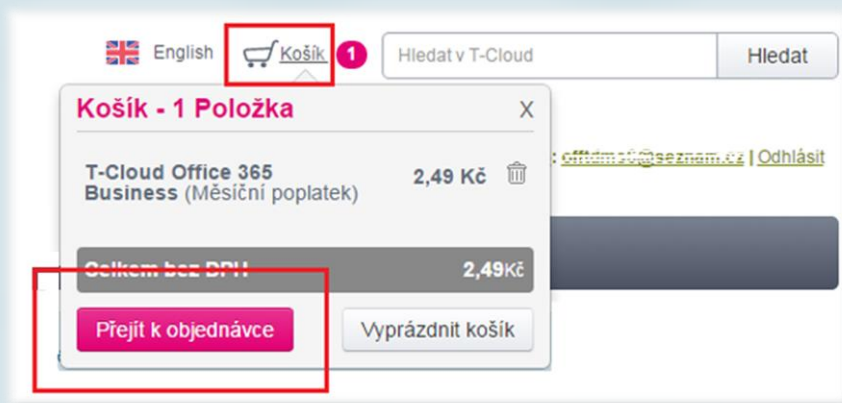 English Košík 1 Hledat v T-Cloud Hledat
Košík - 1 Položka X
T-Cloud Office 365
Business (Měsíční poplatek) 2,49 Kč
| Odhlásit
Celkem bez DPH 2,49Kč
Přejít k objednávce Vyprázdnit košík